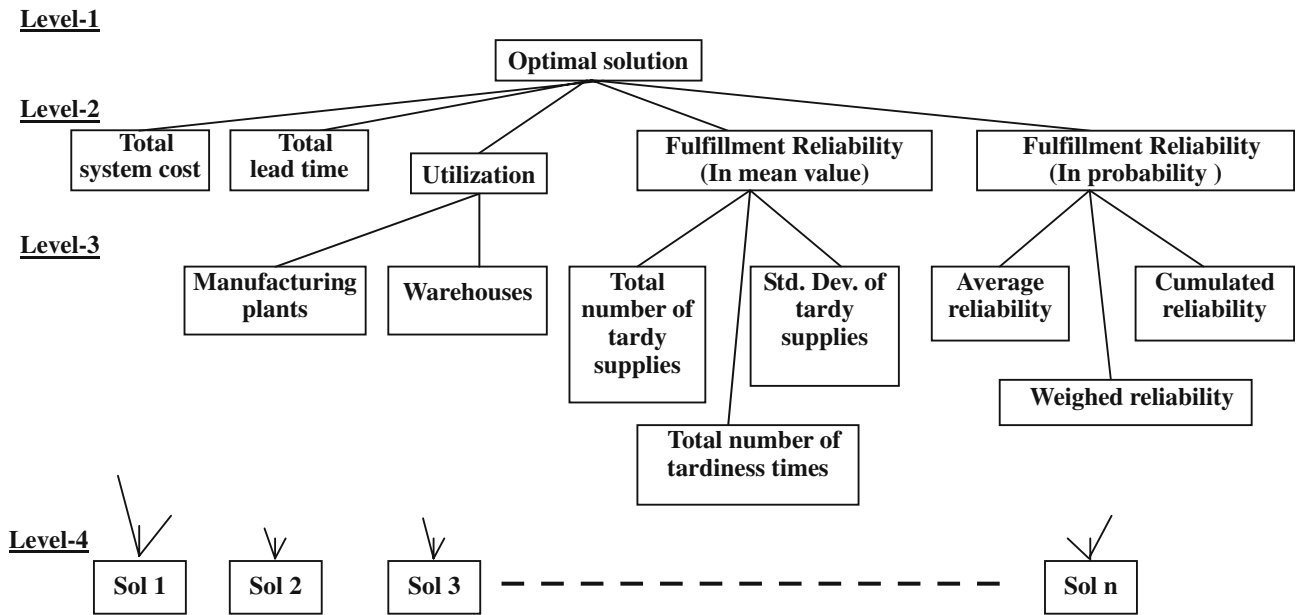 Level-1
Optimal solution
Level-2
Total
system cost
Total
lead time
Utilization
Fulfillment Reliability
(In mean value)
Fulfillment Reliability
(In probability )
Level-3
Manufacturing
plants
Warehouses
Total
number of
tardy
supplies
Std. Dev. of
tardy
supplies
Total number of
tardiness times
Average
reliability
Cumulated
reliability
Weighed reliability
Level-4
Sol 1
Sol 2
Sol 3
Sol n